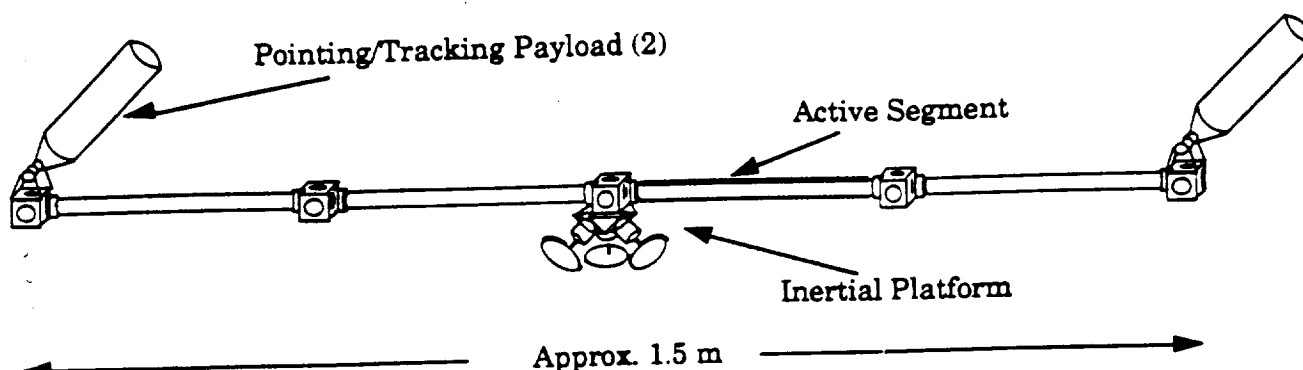 Pointing/Tracking Payload (2)
Active Segment
Inertial Platform
Approx. 1.5 m